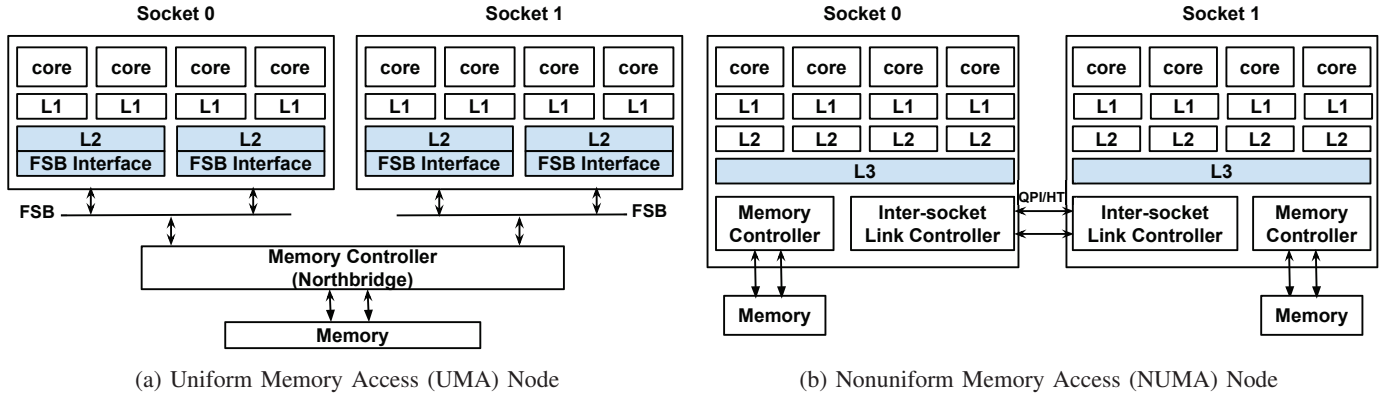 Socket 0
Socket 1
core core core core
core core core core
L1 L1 L1 L1
L1 L1 L1 L1
L2 L2
L2 L2
FSB Interface FSB Interface
FSB Interface FSB Interface
FSB
FSB
Memory Controller
(Northbridge)
Memory
(a) Uniform Memory Access (UMA) Node
Socket 0
Socket 1
core core core core
core core core core
L1 L1 L1 L1
L1 L1 L1 L1
L2 L2 L2 L2
L2 L2 L2 L2
L3
L3
QPI/HT
Memory
Controller
Inter-socket
Link Controller
Inter-socket
Link Controller
Memory
Controller
Memory
Memory
(b) Nonuniform Memory Access (NUMA) Node